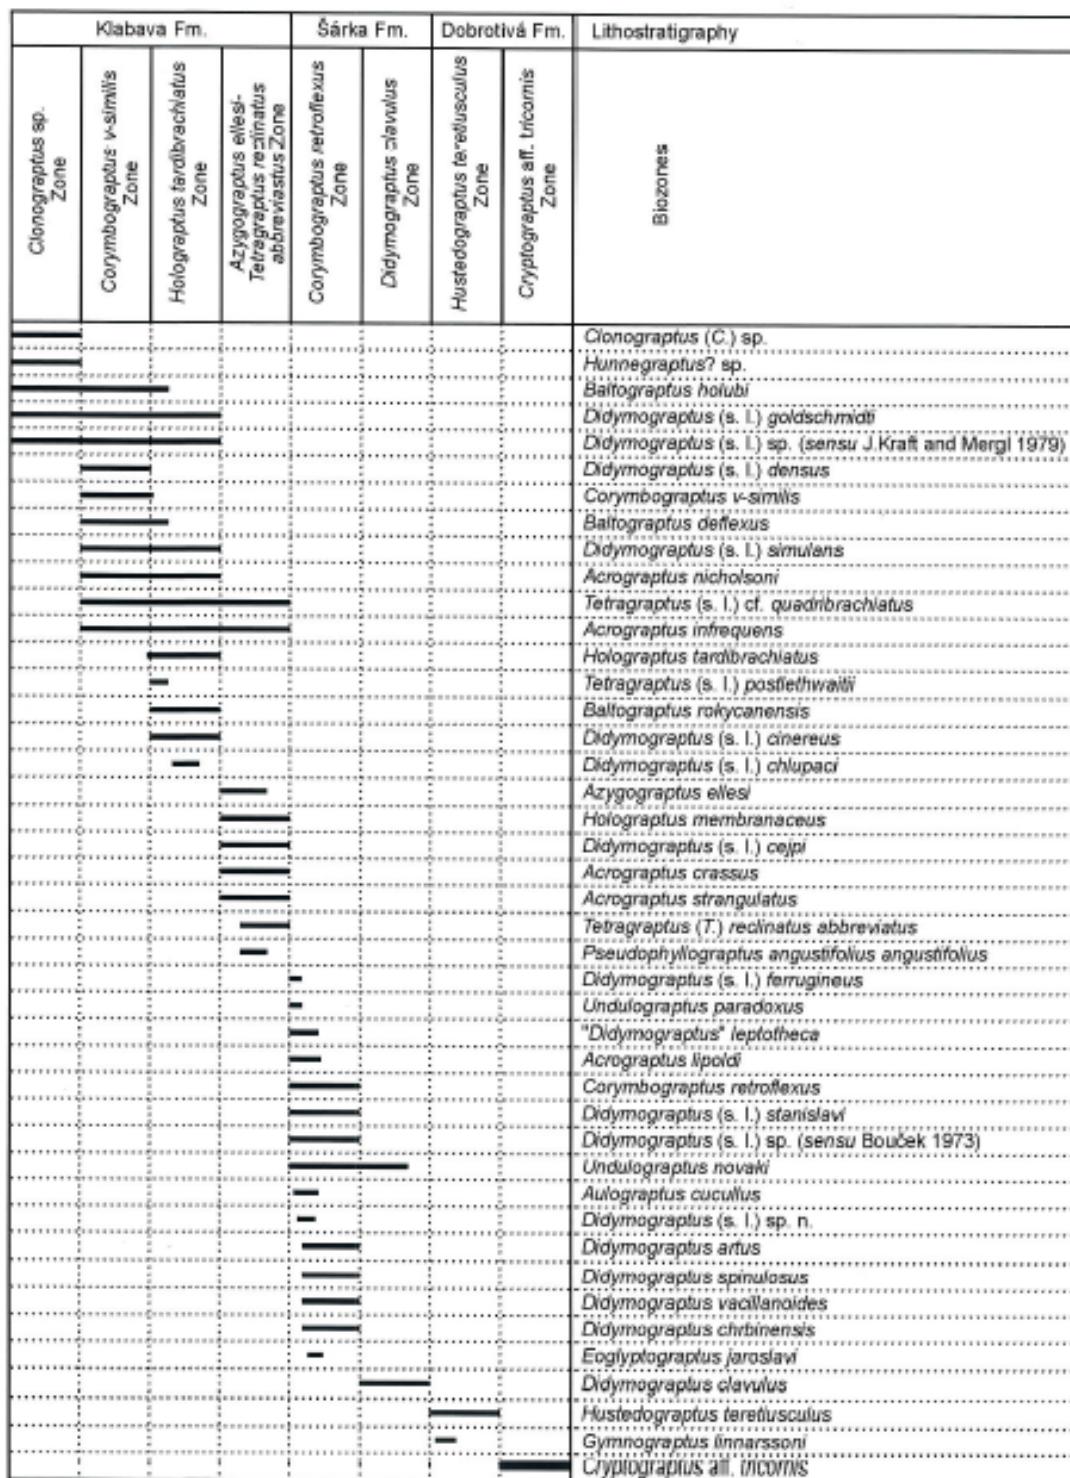 Klabava Fm.
Šárka Fm.
Dobrotivá Fm.
Lithostratigraphy
Clonograptus sp.
Zone
Corymbograptus v-similis
Zone
Holograptus tardibrachiatus
Zone
Azygograptus ellesi-
Tetragraptus reclinatus
abbreviastus Zone
Corymbograptus retroflexus
Zone
Didymograptus clavulus
Zone
Hustedograptus teretiusculus
Zone
Cryptograptus aff. tricornis
Zone
Biozones
Clonograptus (C.) sp.
Hunnegraptus? sp.
Baltograptus holubi
Didymograptus (s. l.) goldschmidti
Didymograptus (s. l.) sp. (sensu J.Kraft and Mergl 1979)
Didymograptus (s. l.) densus
Corymbograptus v-similis
Baltograptus deflexus
Didymograptus (s. l.) simulans
Acrograptus nicholsoni
Tetragraptus (s. l.) cf. quadribrachiatus
Acrograptus infrequens
Holograptus tardibrachiatus
Tetragraptus (s. l.) postlethwaitii
Baltograptus rokycanensis
Didymograptus (s. l.) cinereus
Didymograptus (s. l.) chlupaci
Azygograptus ellesi
Holograptus membranaceus
Didymograptus (s. l.) cejpi
Acrograptus crassus
Acrograptus strangulatus
Tetragraptus (T.) reclinatus abbreviatus
Pseudophyllograptus angustifolius angustifolius
Didymograptus (s. l.) ferrugineus
Undulograptus paradoxus
"Didymograptus" leptotheca
Acrograptus lipoldi
Corymbograptus retroflexus
Didymograptus (s. l.) stanislavi
Didymograptus (s. l.) sp. (sensu Bouček 1973)
Undulograptus novaki
Aulograptus cucullus
Didymograptus (s. l.) sp. n.
Didymograptus artus
Didymograptus spinulosus
Didymograptus vacillanoides
Didymograptus chrbinensis
Eoglyptograptus jaroslavi
Didymograptus clavulus
Hustedograptus teretiusculus
Gymnograptus linnarssoni
Cryptograptus aff. tricornis